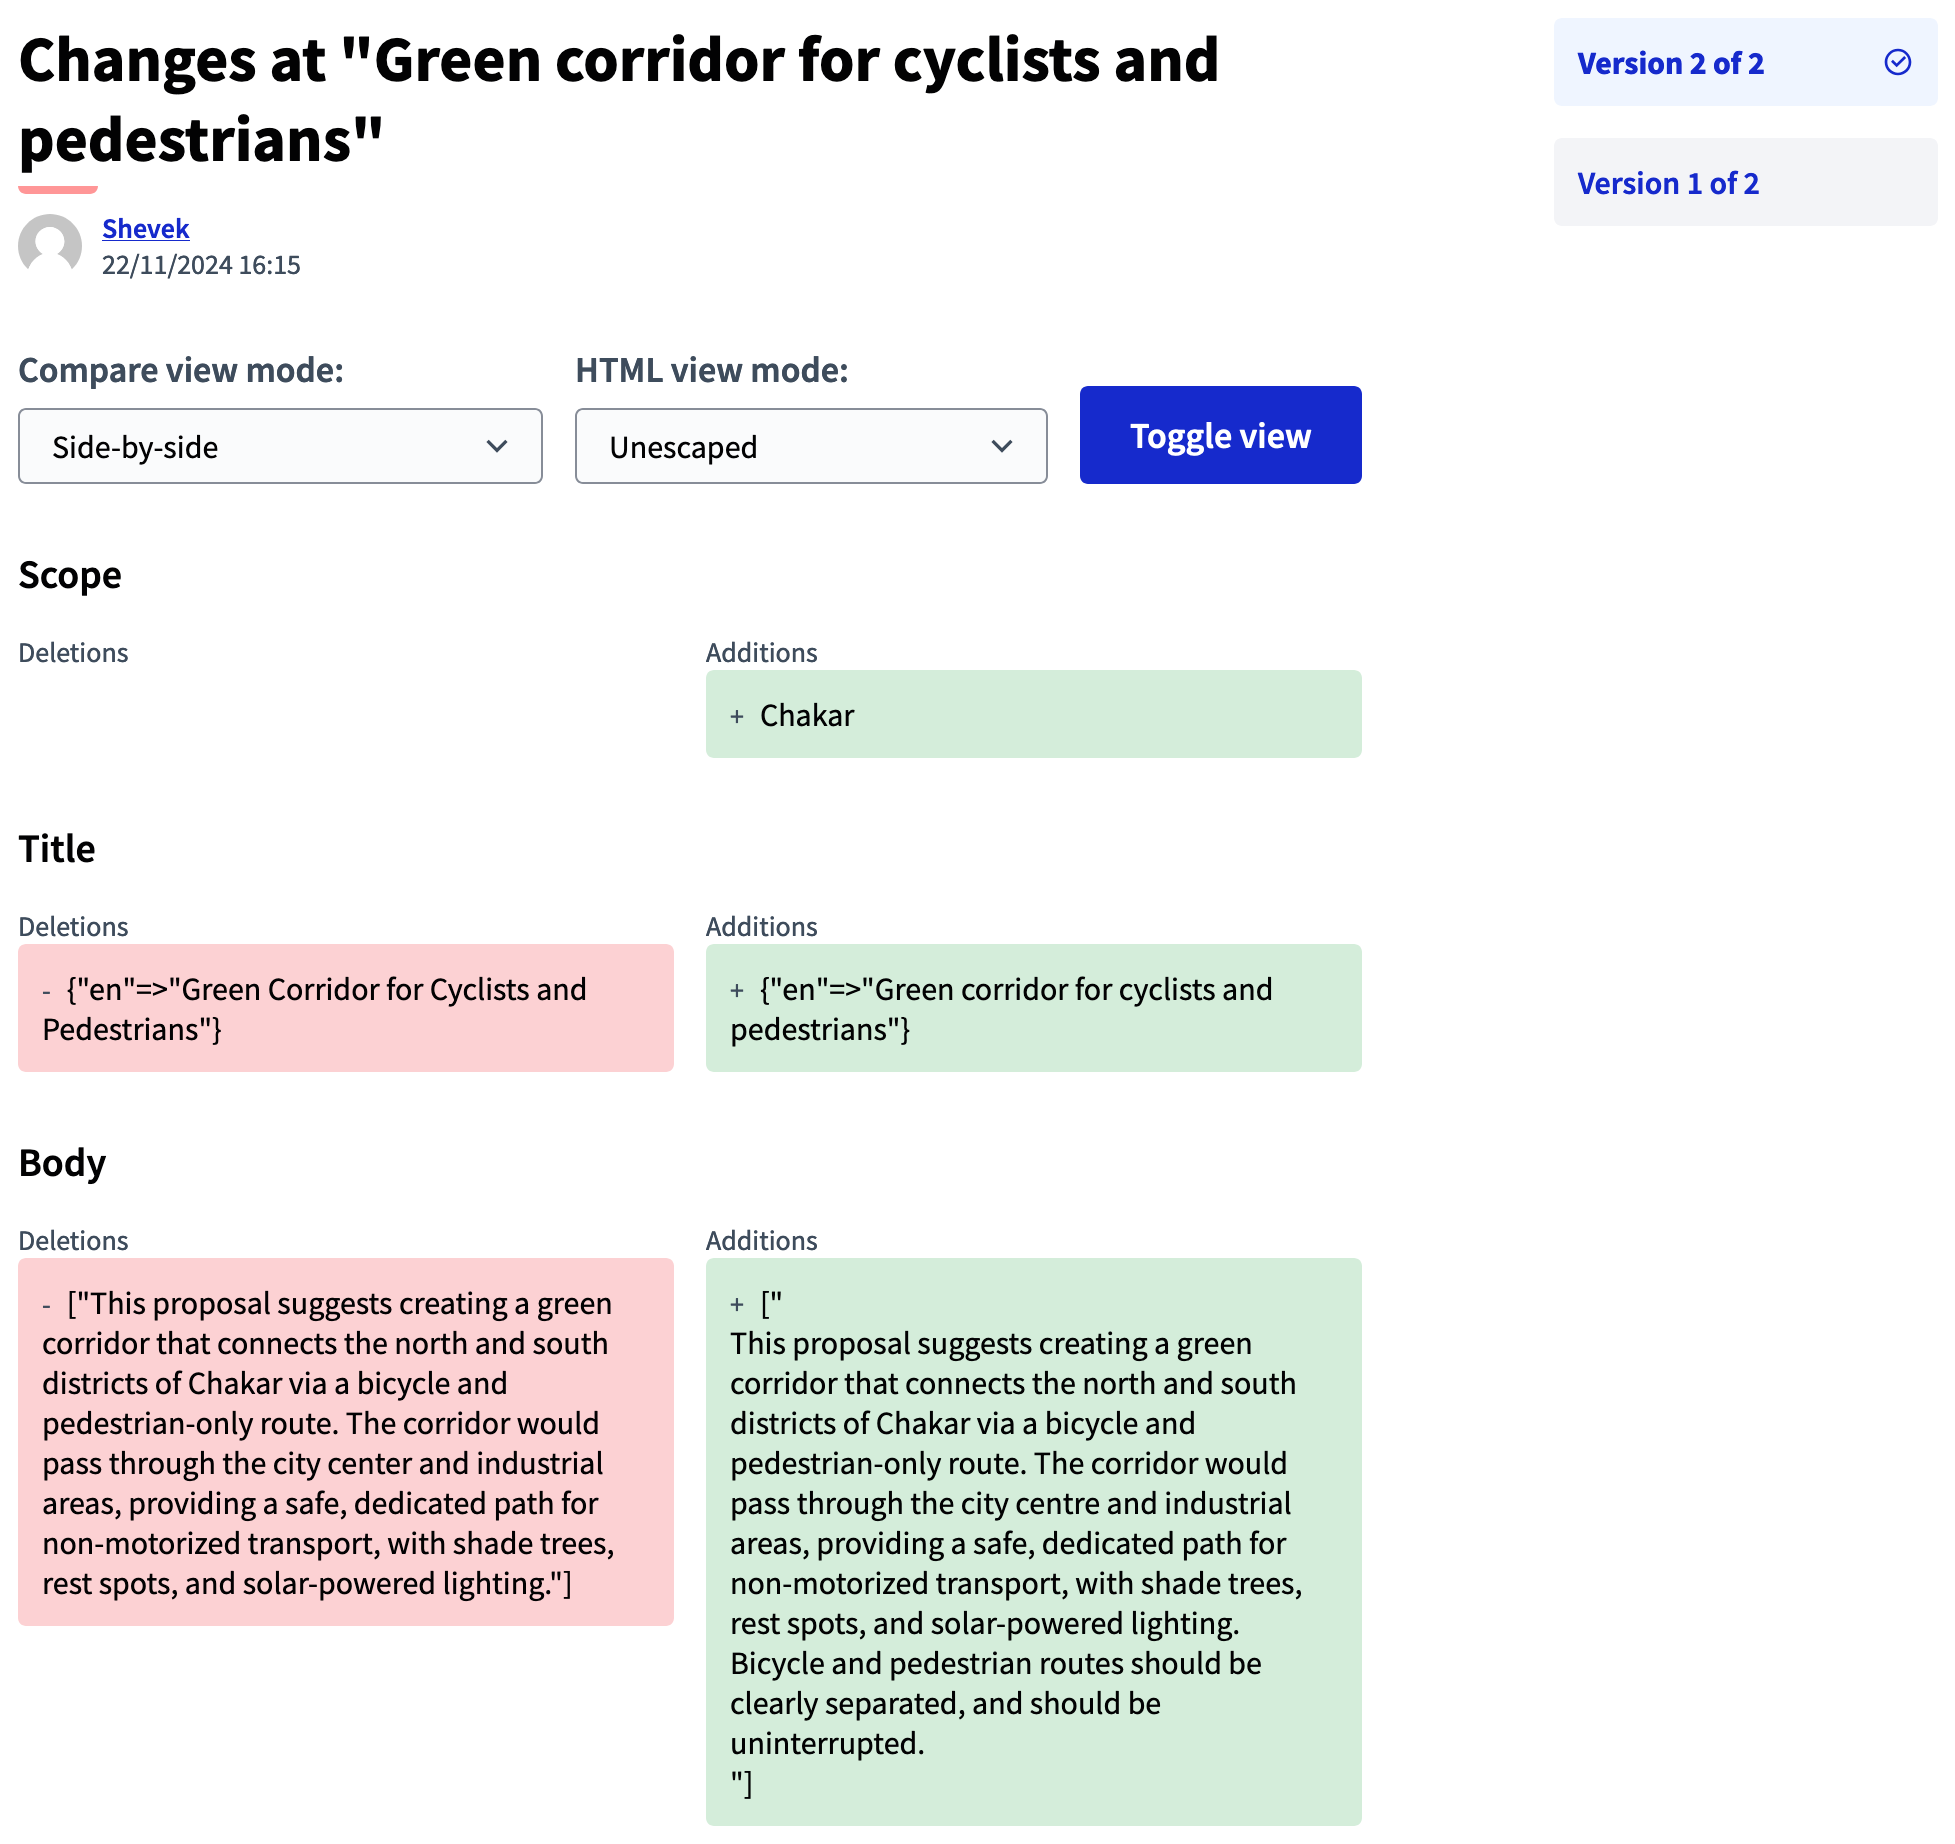 Changes at "Green corridor for cyclists and
pedestrians"
Shevek
22/11/2024 16:15
Version 2 of 2
Version 1 of 2
Compare view mode:
Side-by-side
HTML view mode:
Unescaped
Toggle view
Scope
Deletions
Additions
+ Chakar
Title
Deletions
- {"en"=>"Green Corridor for Cyclists and
Pedestrians"}
Additions
+ {"en"=>"Green corridor for cyclists and
pedestrians"}
Body
Deletions
- ["This proposal suggests creating a green
corridor that connects the north and south
districts of Chakar via a bicycle and
pedestrian-only route. The corridor would
pass through the city center and industrial
areas, providing a safe, dedicated path for
non-motorized transport, with shade trees,
rest spots, and solar-powered lighting."]
Additions
+ ["
This proposal suggests creating a green
corridor that connects the north and south
districts of Chakar via a bicycle and
pedestrian-only route. The corridor would
pass through the city centre and industrial
areas, providing a safe, dedicated path for
non-motorized transport, with shade trees,
rest spots, and solar-powered lighting.
Bicycle and pedestrian routes should be
clearly separated, and should be
uninterrupted.
"]